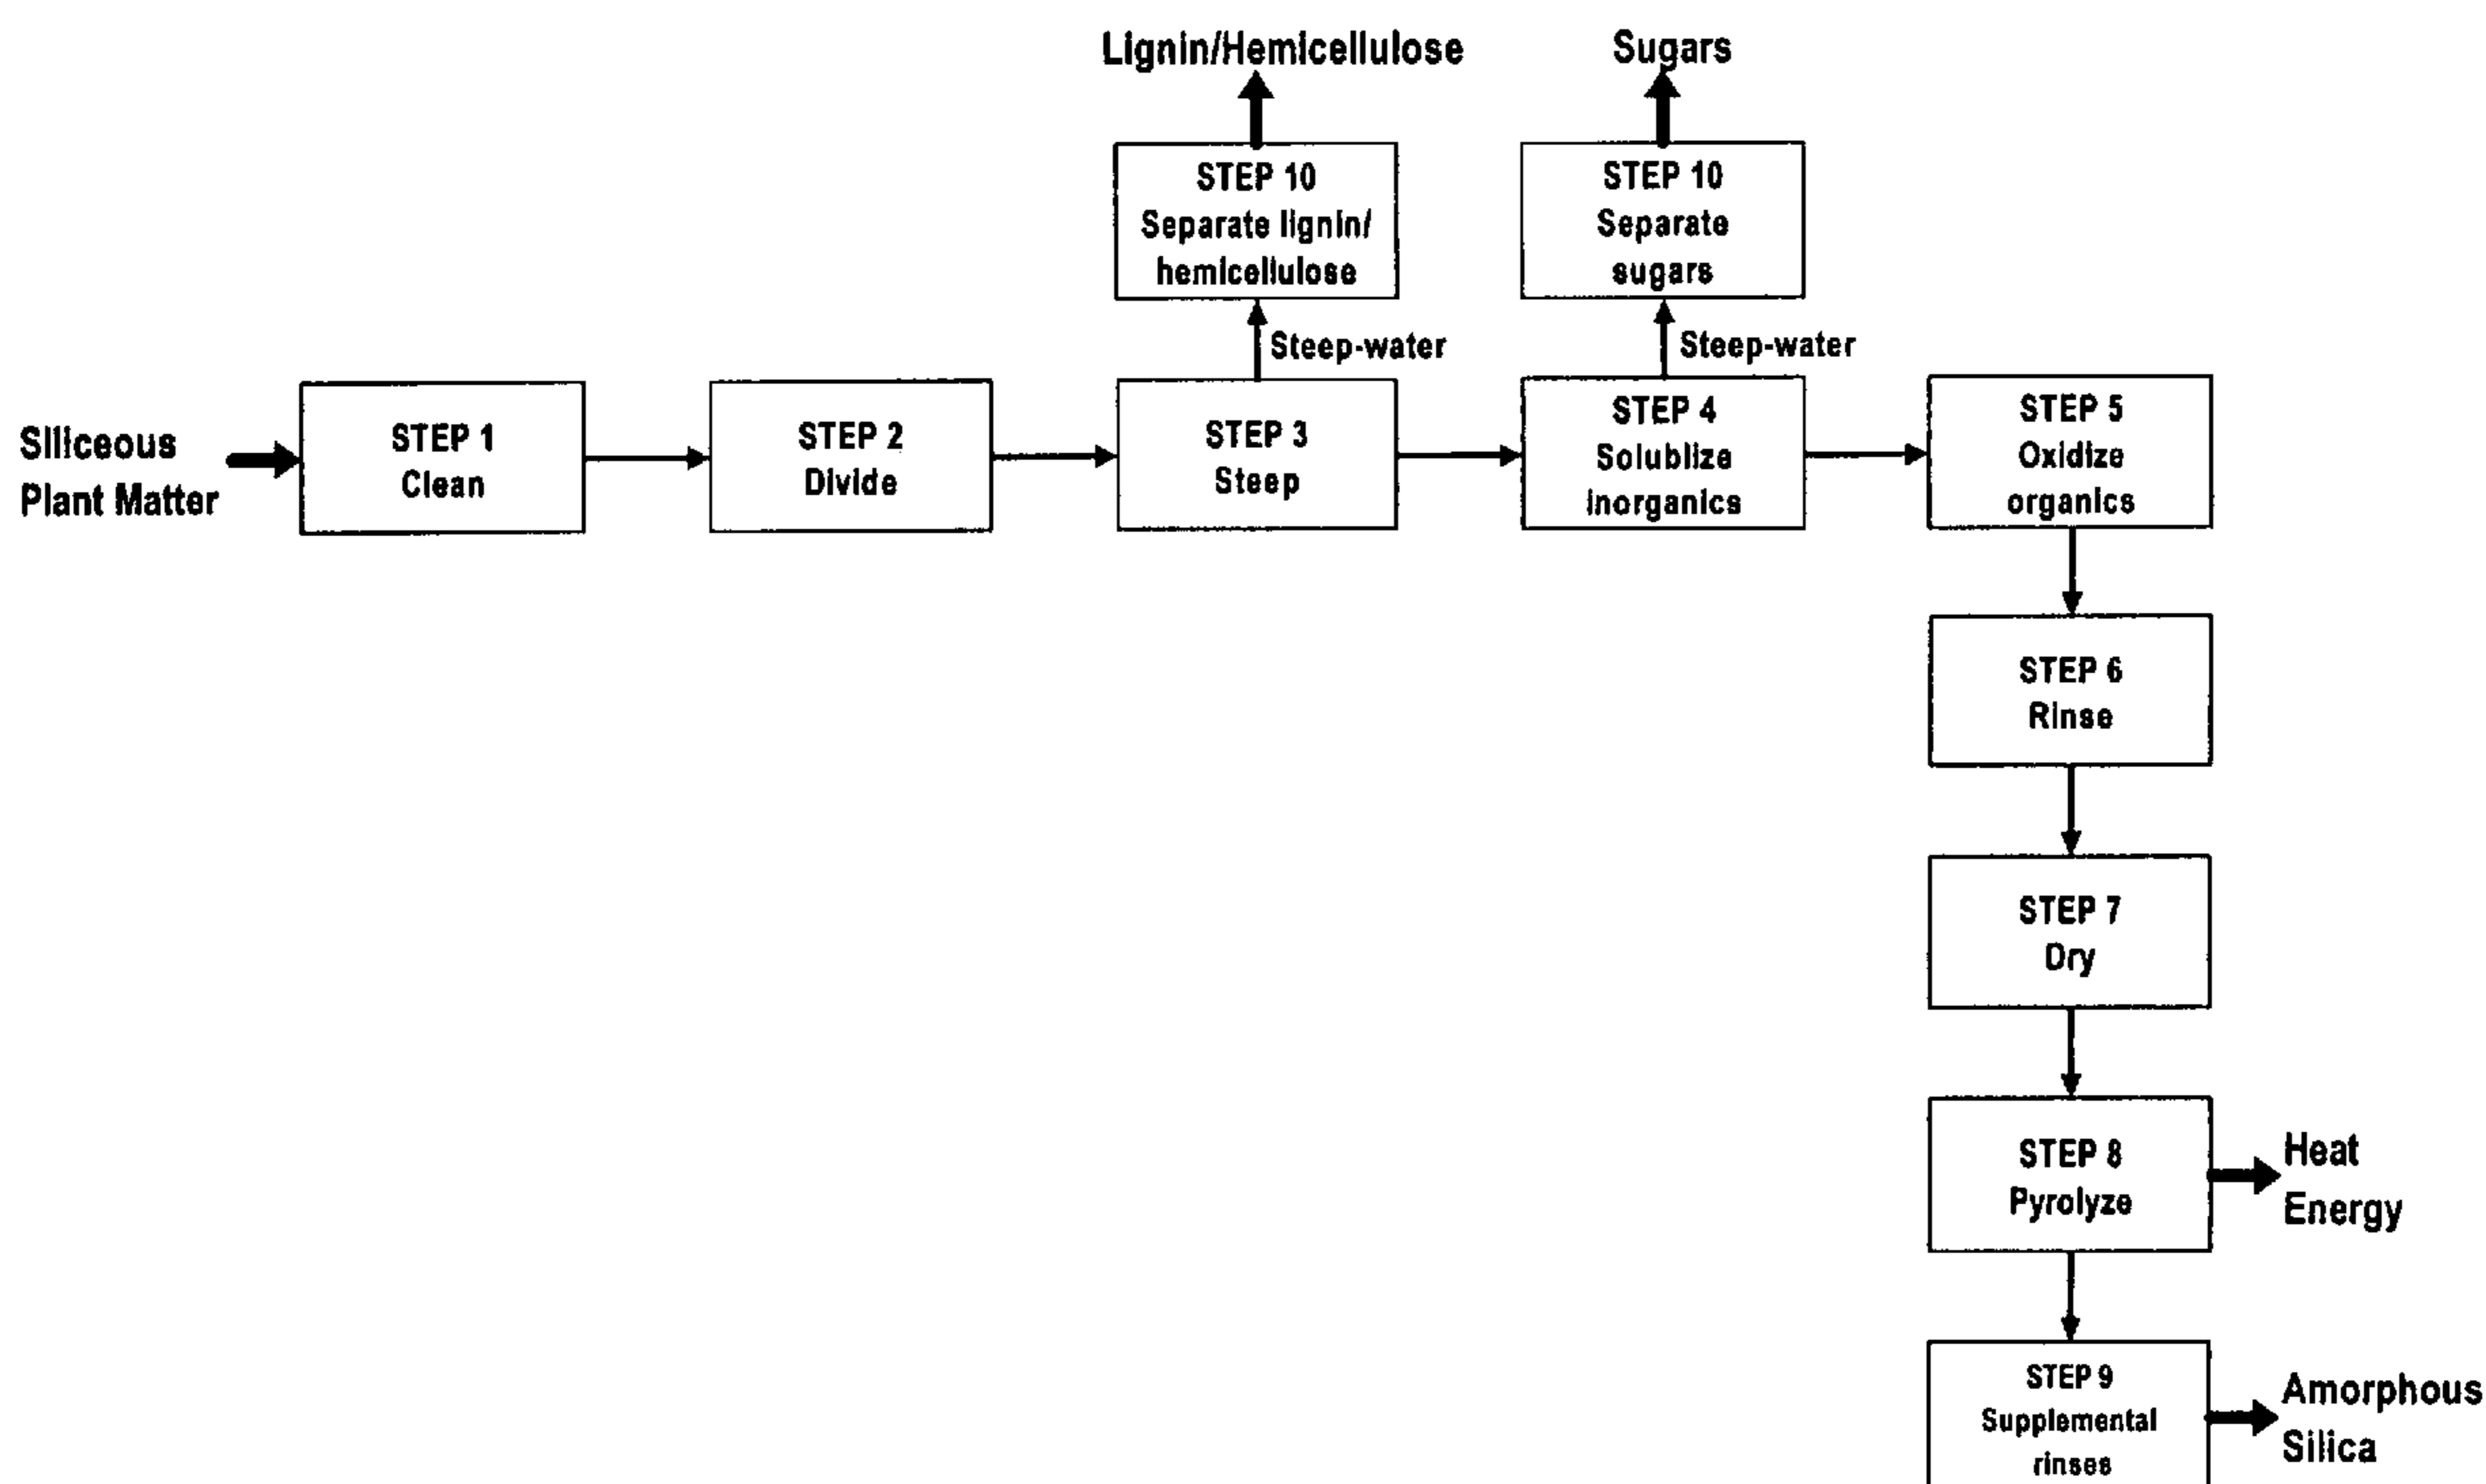 Lignin/Hemicellulose
Sugars
STEP 10
Separate lignin/
hemicellulose
STEP 10
Separate
sugars
Steep-water
Steep-water
Siliceous
Plant Matter
STEP 1
Clean
STEP 2
Divide
STEP 3
Steep
STEP 4
Solublize
inorganics
STEP 5
Oxidize
organics
STEP 6
Rinse
STEP 7
Dry
STEP 8
Pyrolyze
Heat
Energy
STEP 9
Supplemental
rinses
Amorphous
Silica